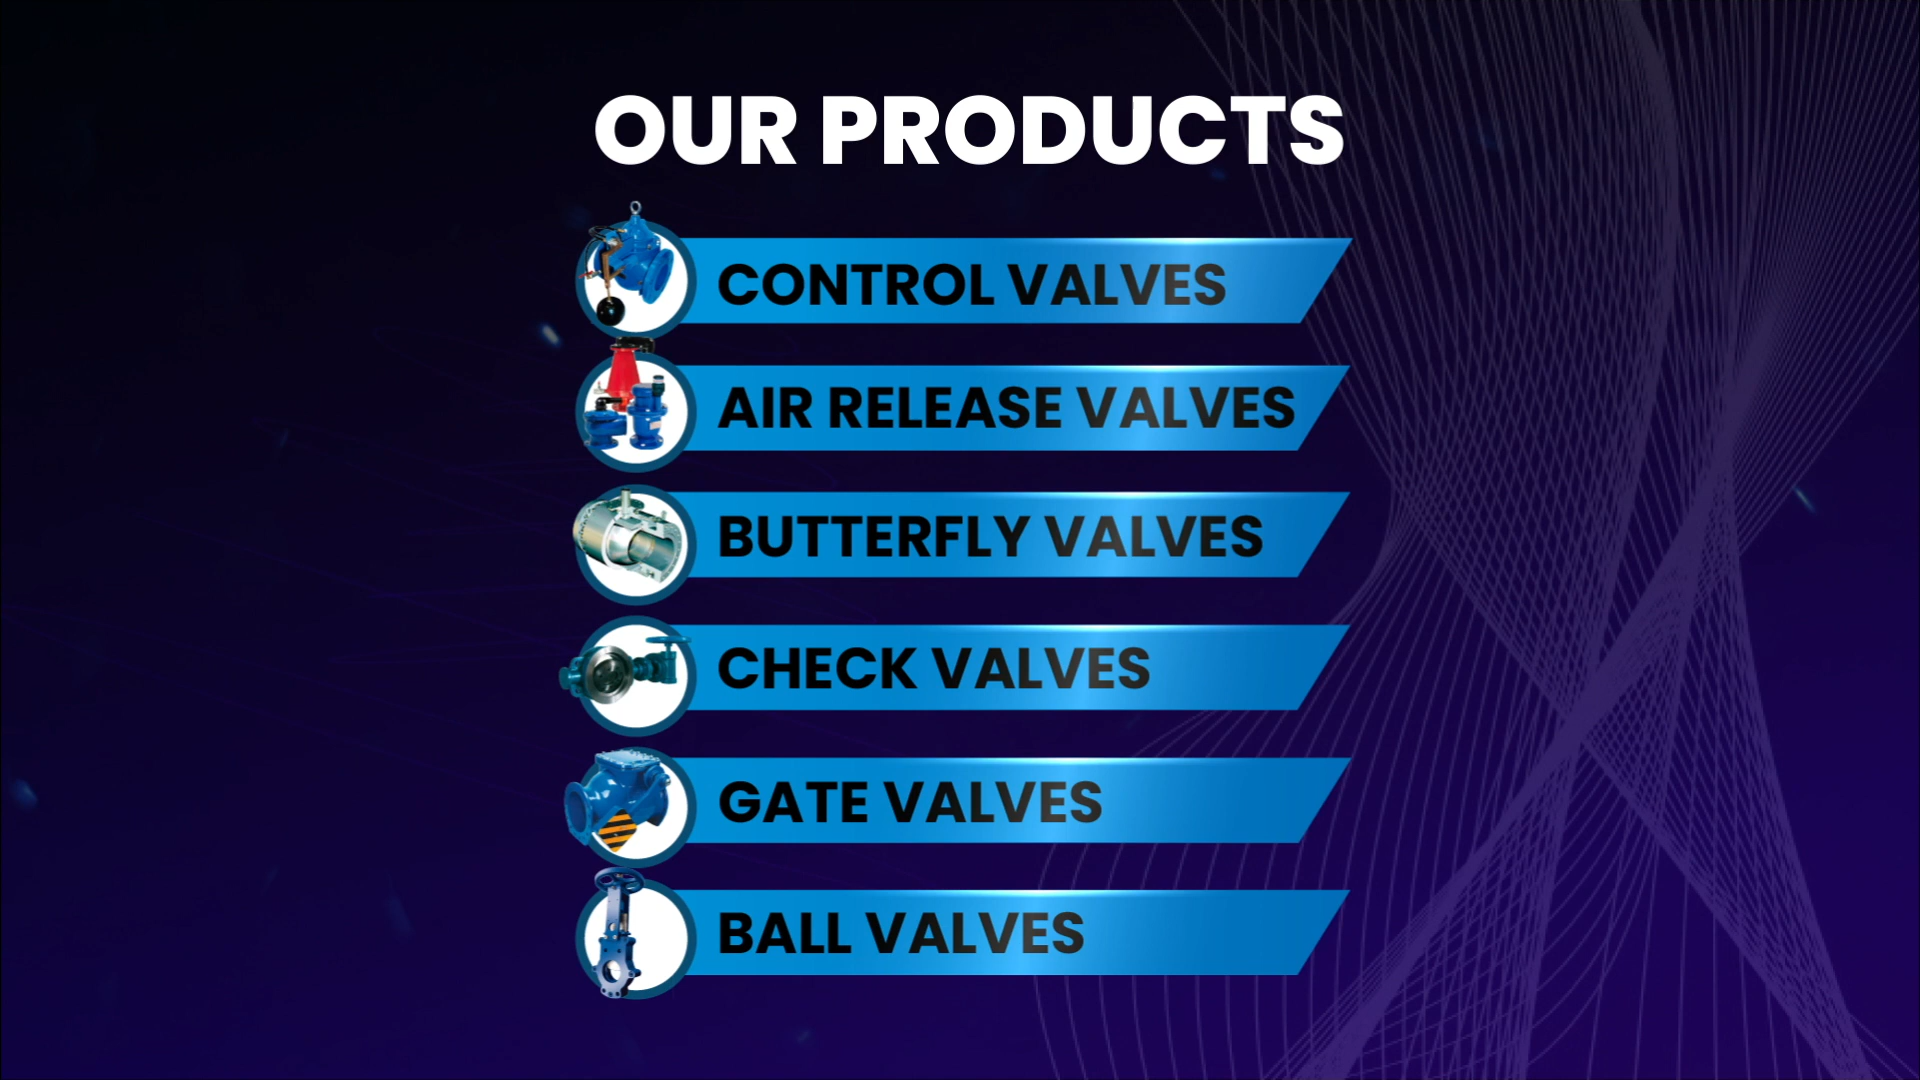 OUR PRODUCTS
CONTROL VALVES
AIR RELEASE VALVES
BUTTERFLY VALVES
CHECK VALVES
GATE VALVES
BALL VALVES